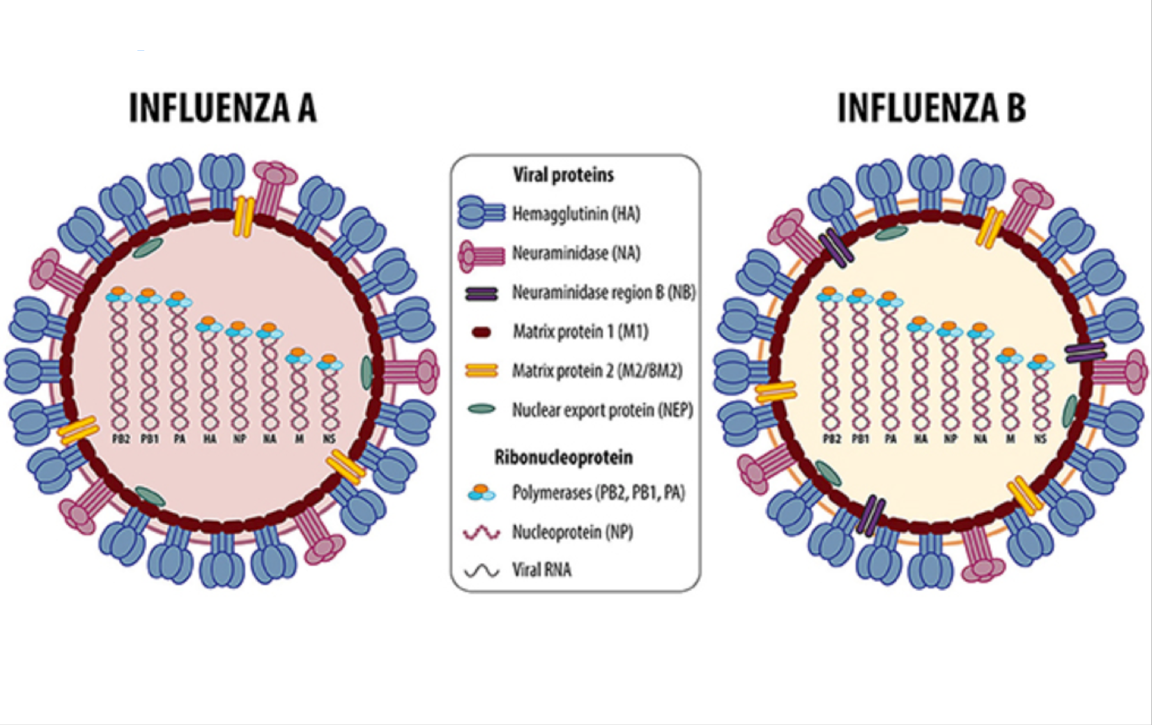 INFLUENZA A
INFLUENZA B
Viral proteins
Hemagglutinin (HA)
Neuraminidase (NA)
Neuraminidase region B (NB)
Matrix protein 1 (M1)
Matrix protein 2 (M2/BM2)
Nuclear export protein (NEP)
Ribonucleoprotein
Polymerases (PB2, PB1, PA)
Nucleoprotein (NP)
Viral RNA
PB2 PB1 PA HA NP NA M NS
PB2 PB1 PA HA NP NA M NS